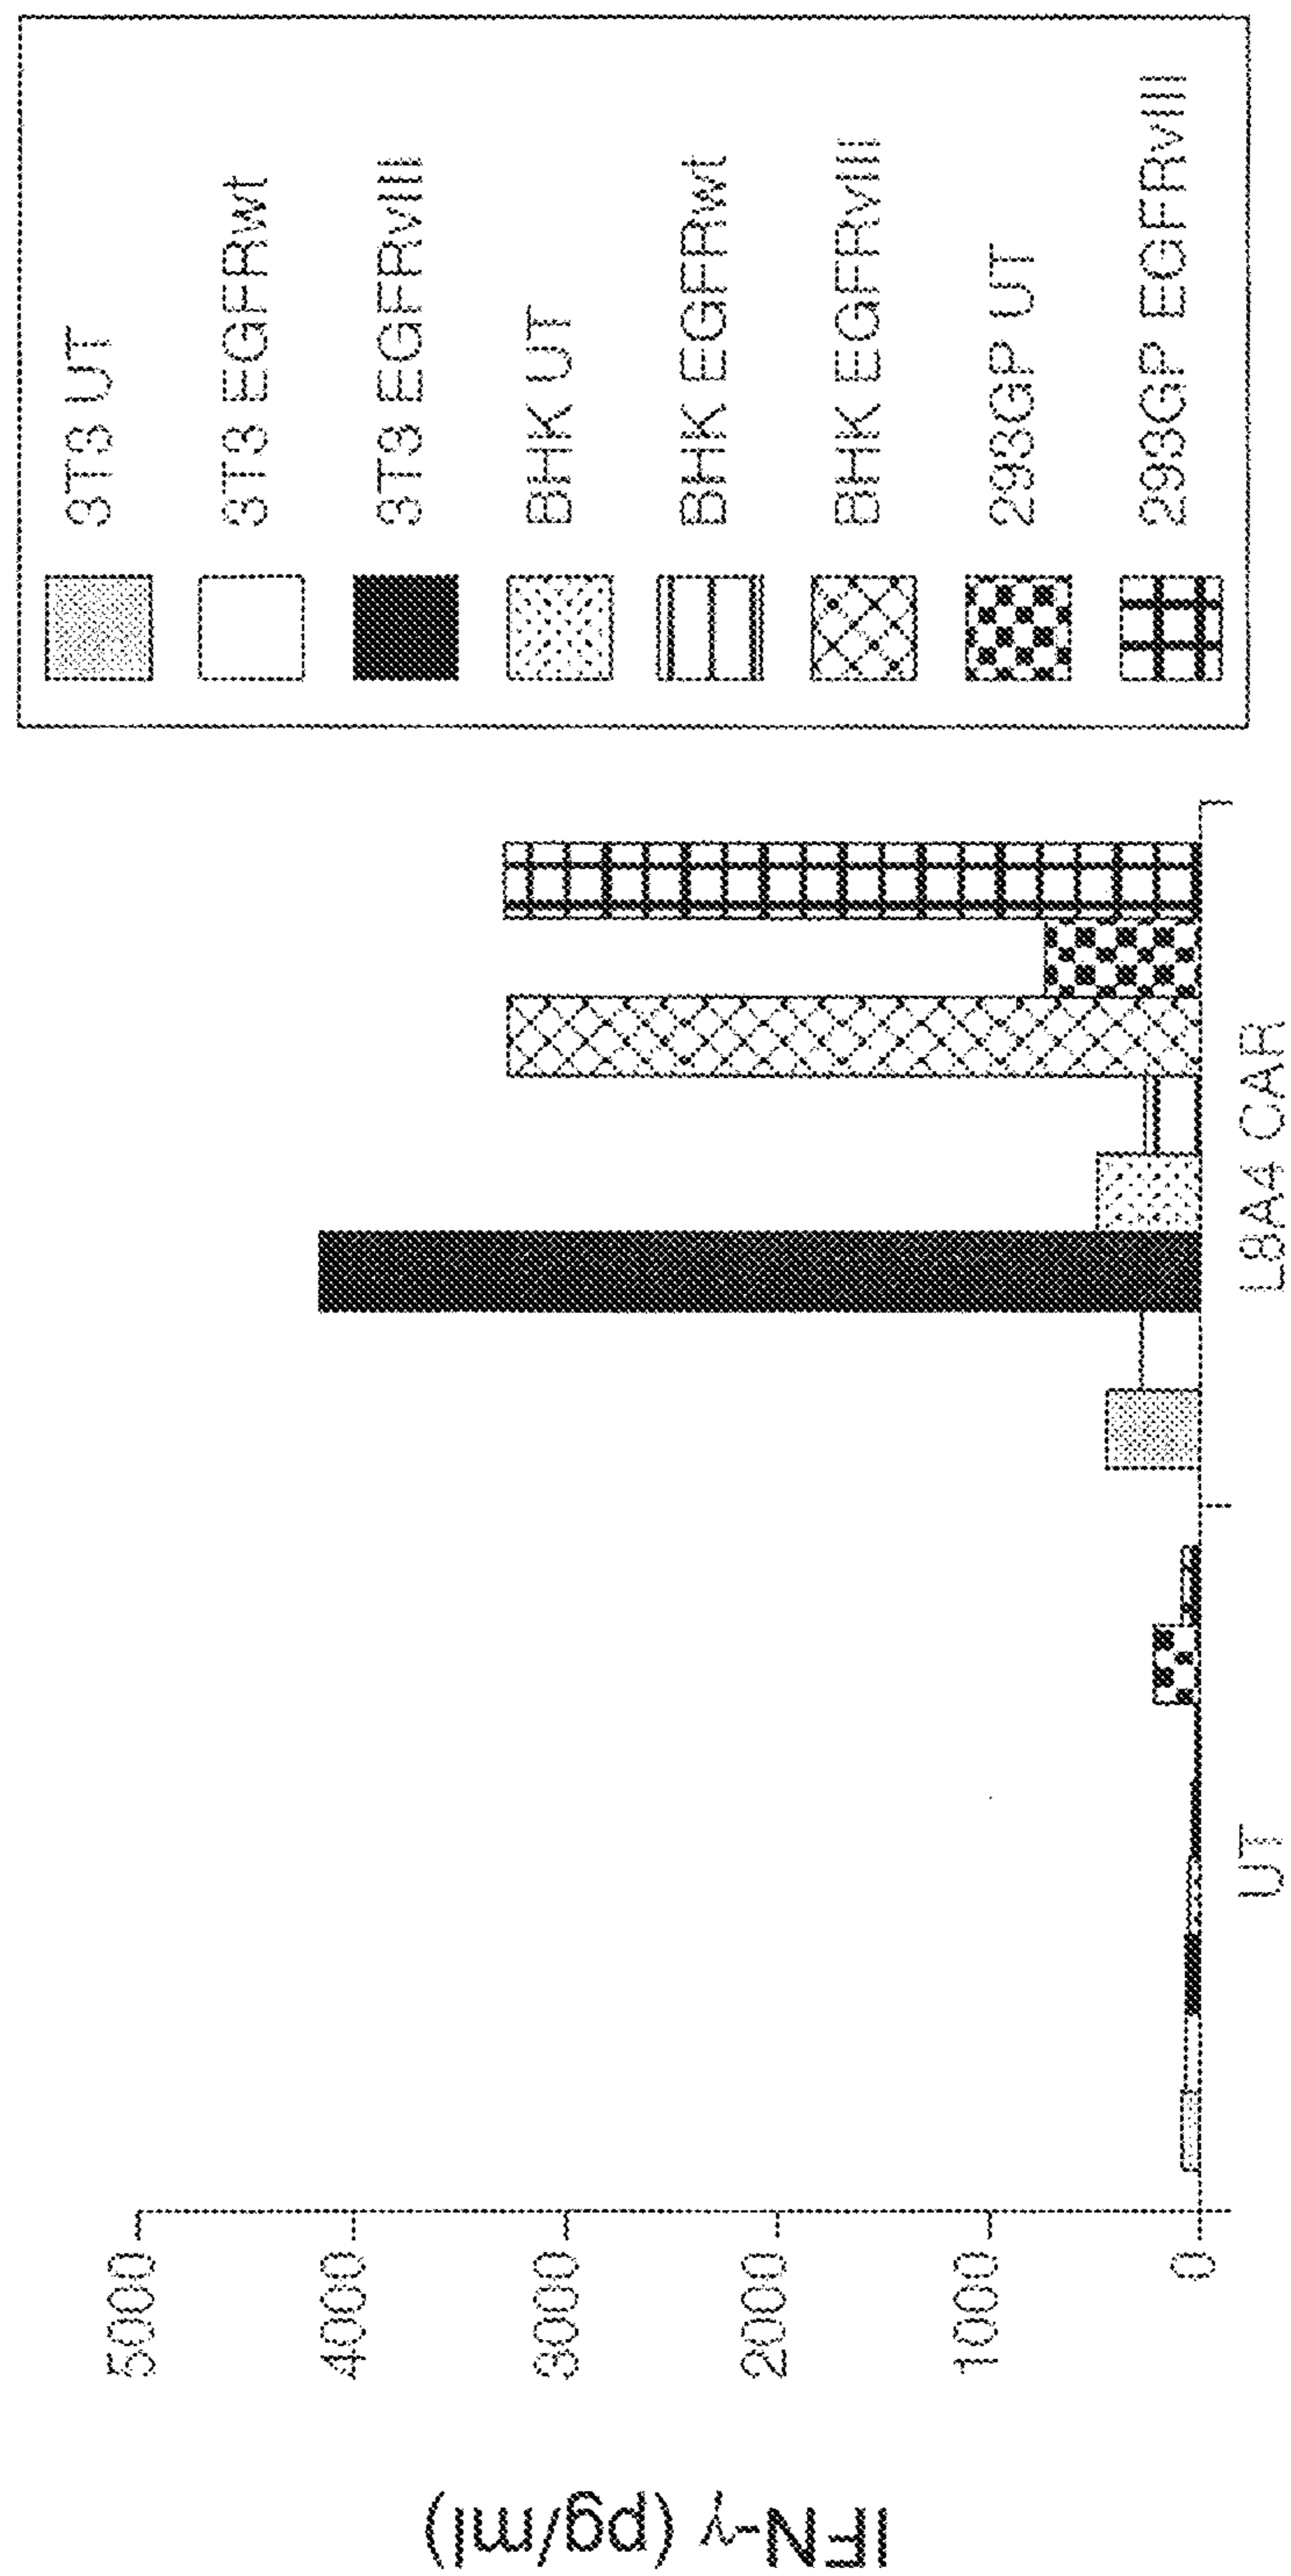 IFN-γ (pg/ml)
5000
4000
3000
2000
1000
0
UT
L8A4 CAR
3T3 UT
3T3 EGFRwt
3T3 EGFRvIII
BHK UT
BHK EGFRwt
BHK EGFRvIII
293GP UT
293GP EGFRvIII